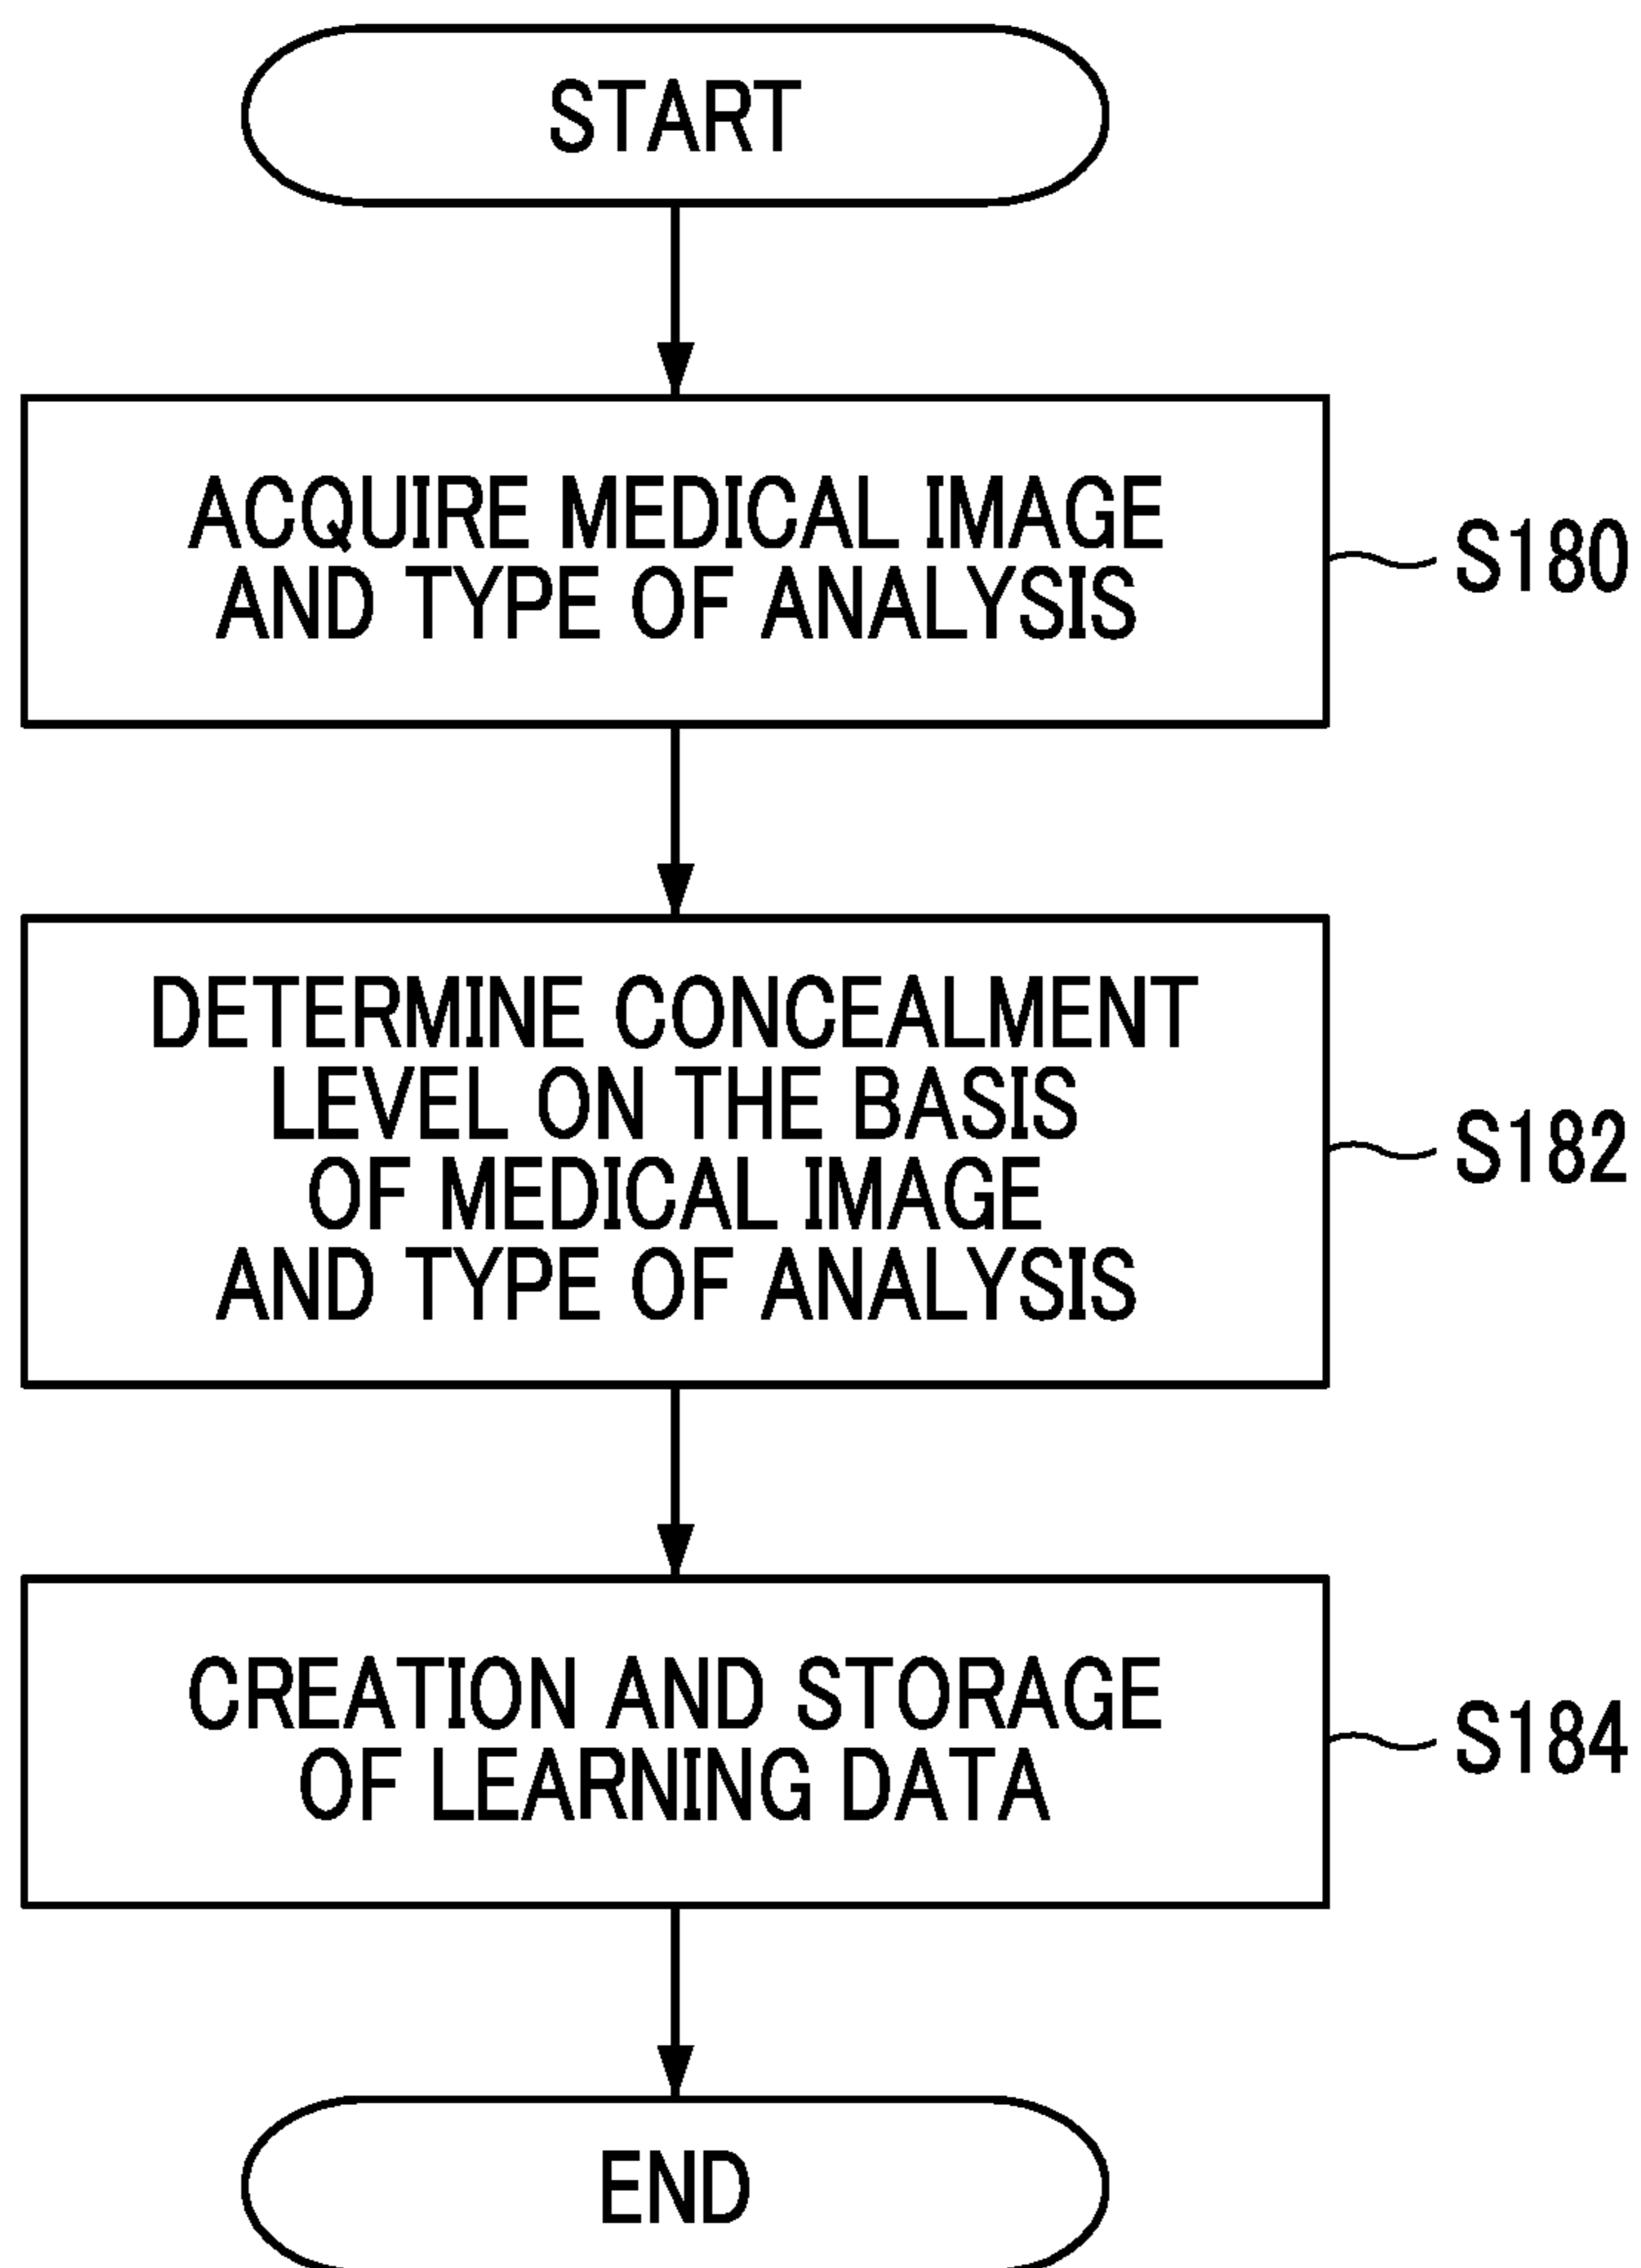 START
ACQUIRE MEDICAL IMAGE
AND TYPE OF ANALYSIS
S180
DETERMINE CONCEALMENT
LEVEL ON THE BASIS
OF MEDICAL IMAGE
AND TYPE OF ANALYSIS
S182
CREATION AND STORAGE
OF LEARNING DATA
S184
END